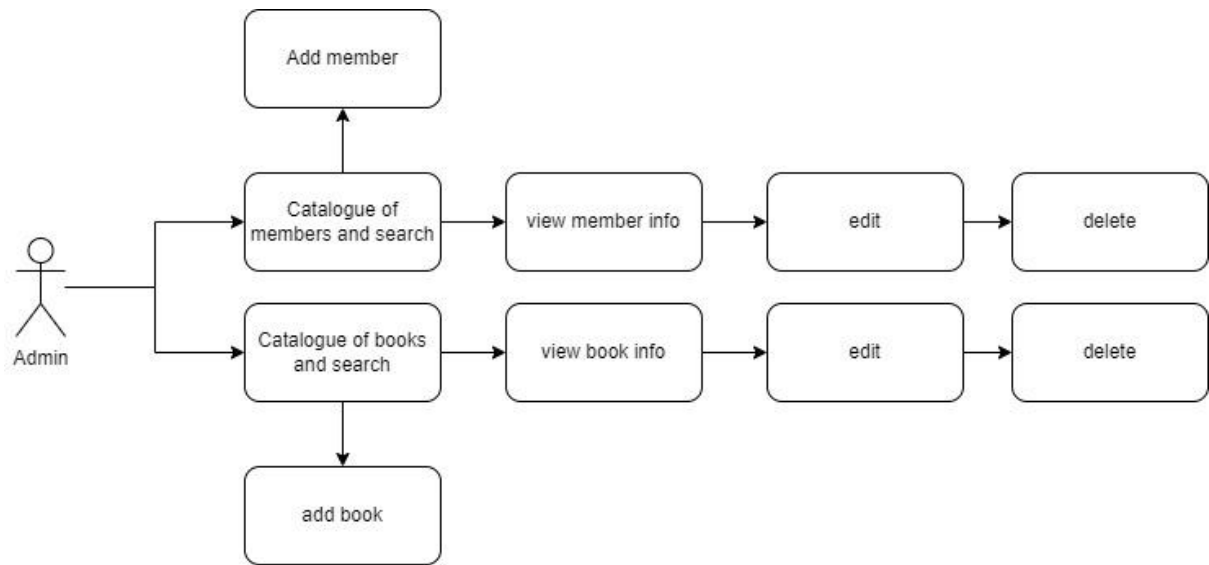 Add member
Catalogue of
members and search
view member info
edit
delete
Admin
Catalogue of books
and search
view book info
edit
delete
add book